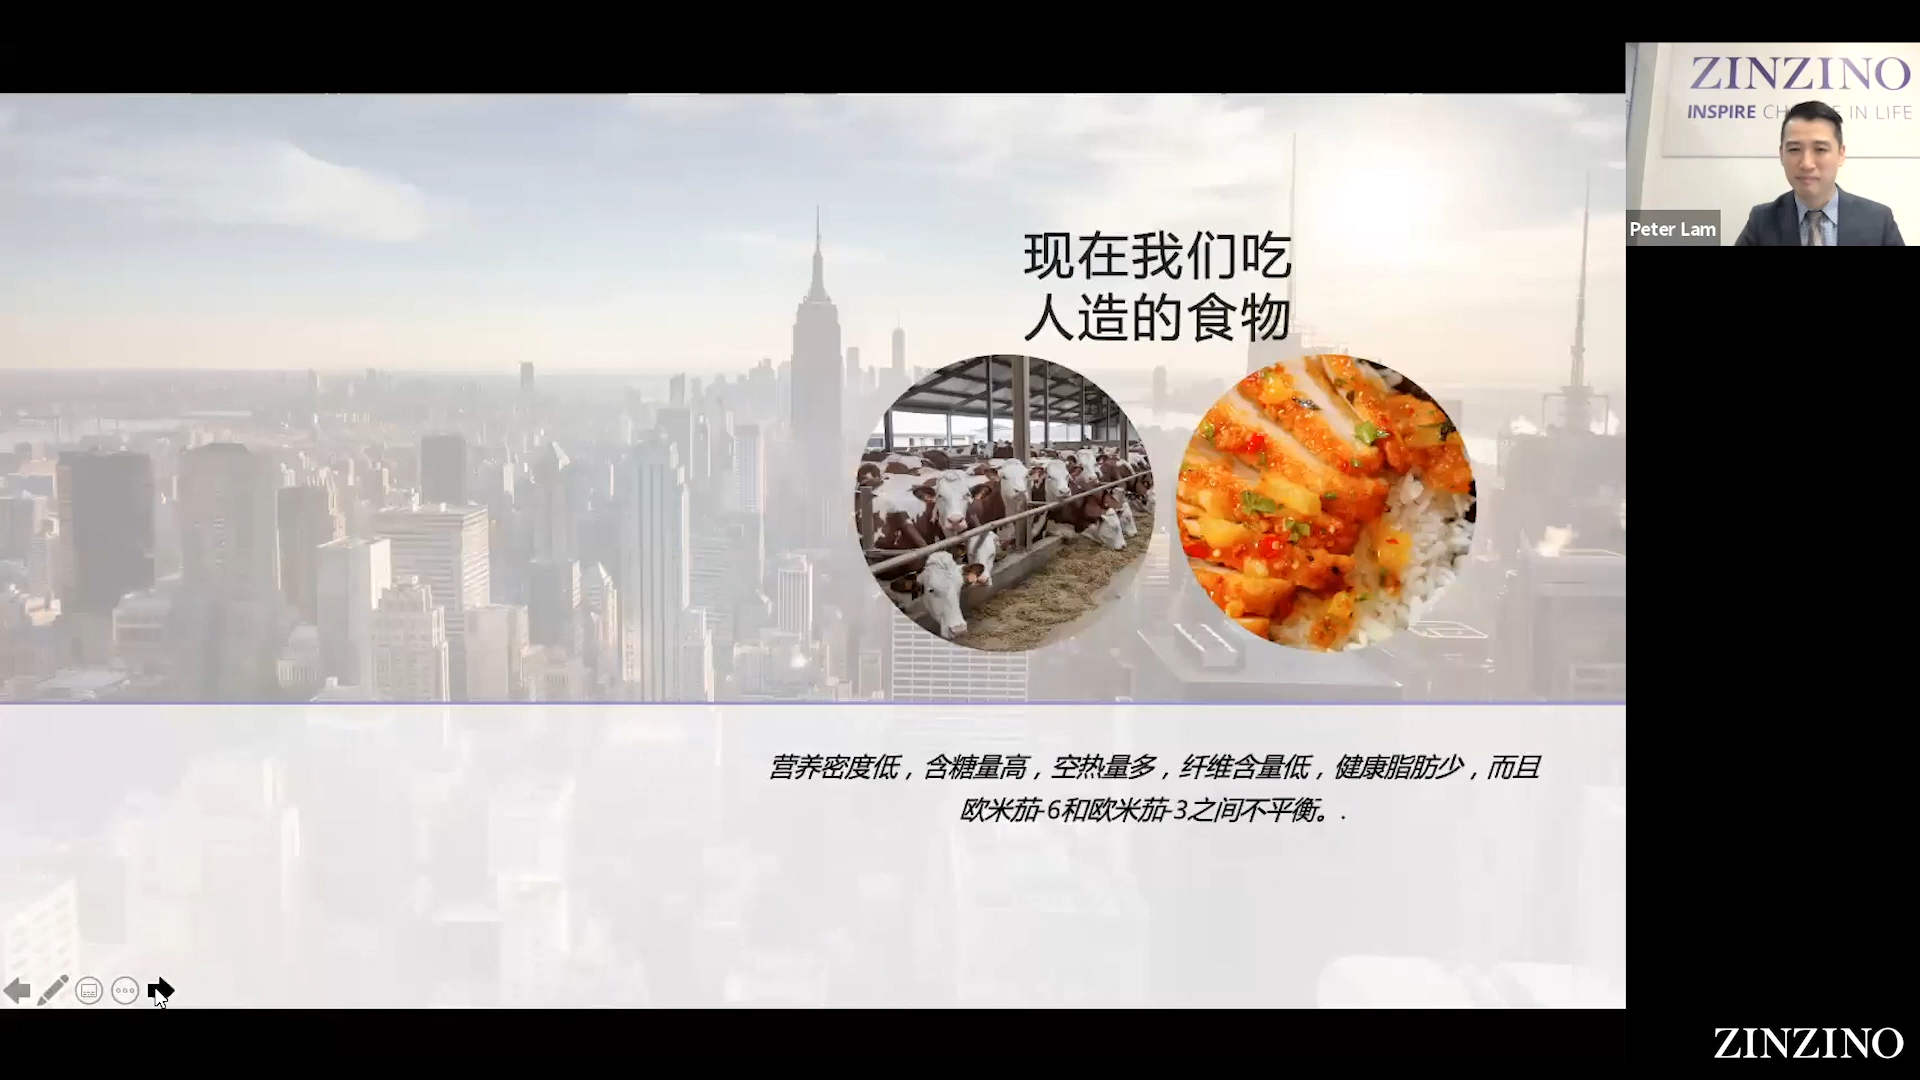 ZINZINO
INSPIRE CH E IN LIFE
Peter Lam
现在我们吃
人造的食物
营养密度低，含糖量高，空热量多，纤维含量低，健康脂肪少，而且
欧米茄-6和欧米茄-3之间不平衡。.
ZINZINO